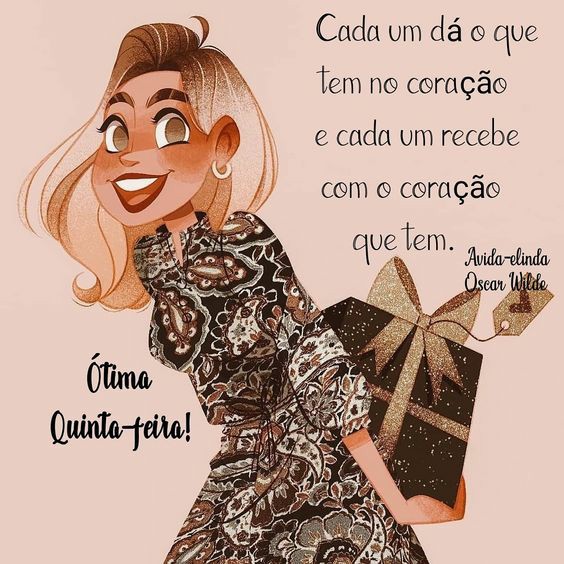 Cada um dá o que
tem no coração
e cada um recebe
com o coração
que tem.
Avida-elinda
Oscar Wilde
Ótima
Quinta-feira!